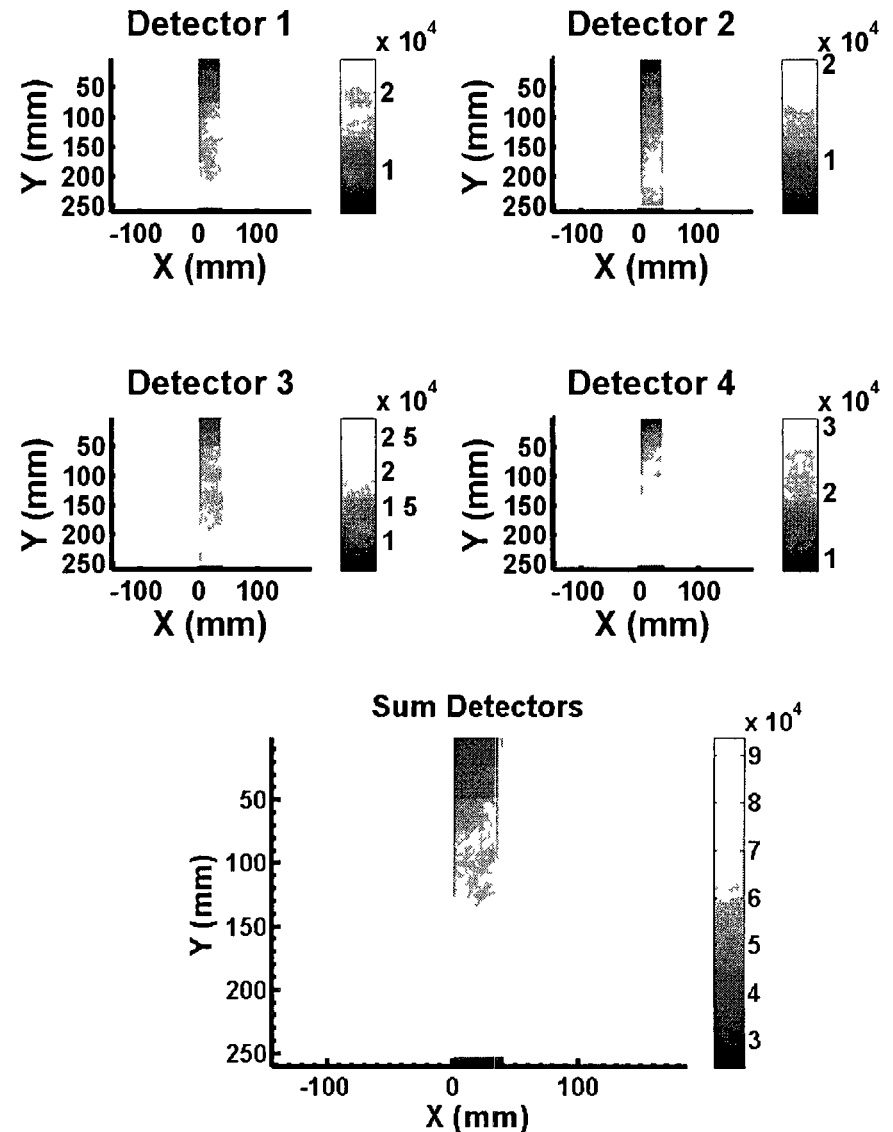 Detector 1
x 10^4
Y (mm)
50
100
150
200
250
-100 0 100
X (mm)
2
1
Detector 2
x 10^4
Y (mm)
50
100
150
200
250
-100 0 100
X (mm)
2
1
Detector 3
x 10^4
Y (mm)
50
100
150
200
250
-100 0 100
X (mm)
2 5
2
1 5
1
Detector 4
x 10^4
Y (mm)
50
100
150
200
250
-100 0 100
X (mm)
3
2
1
Sum Detectors
x 10^4
Y (mm)
50
100
150
200
250
-100 0 100
X (mm)
9
8
7
6
5
4
3